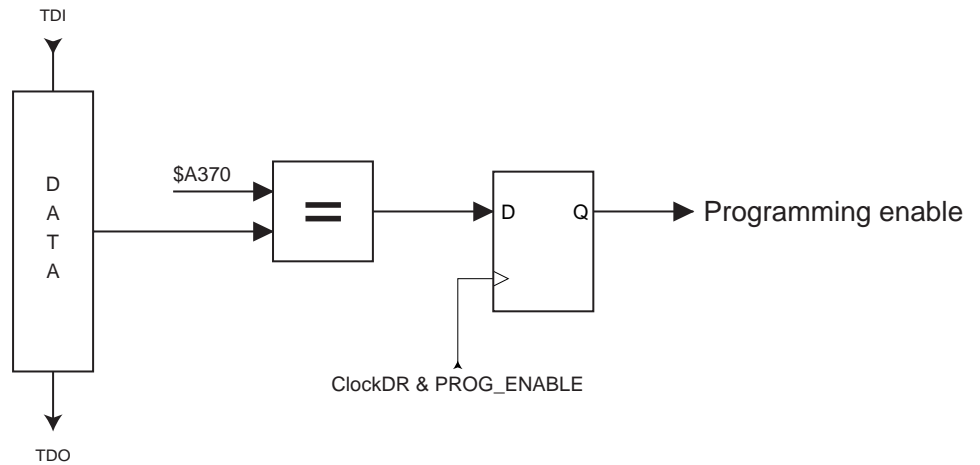 TDI
D
A
T
A
$A370
=
D
Q
Programming enable
ClockDR & PROG_ENABLE
TDO